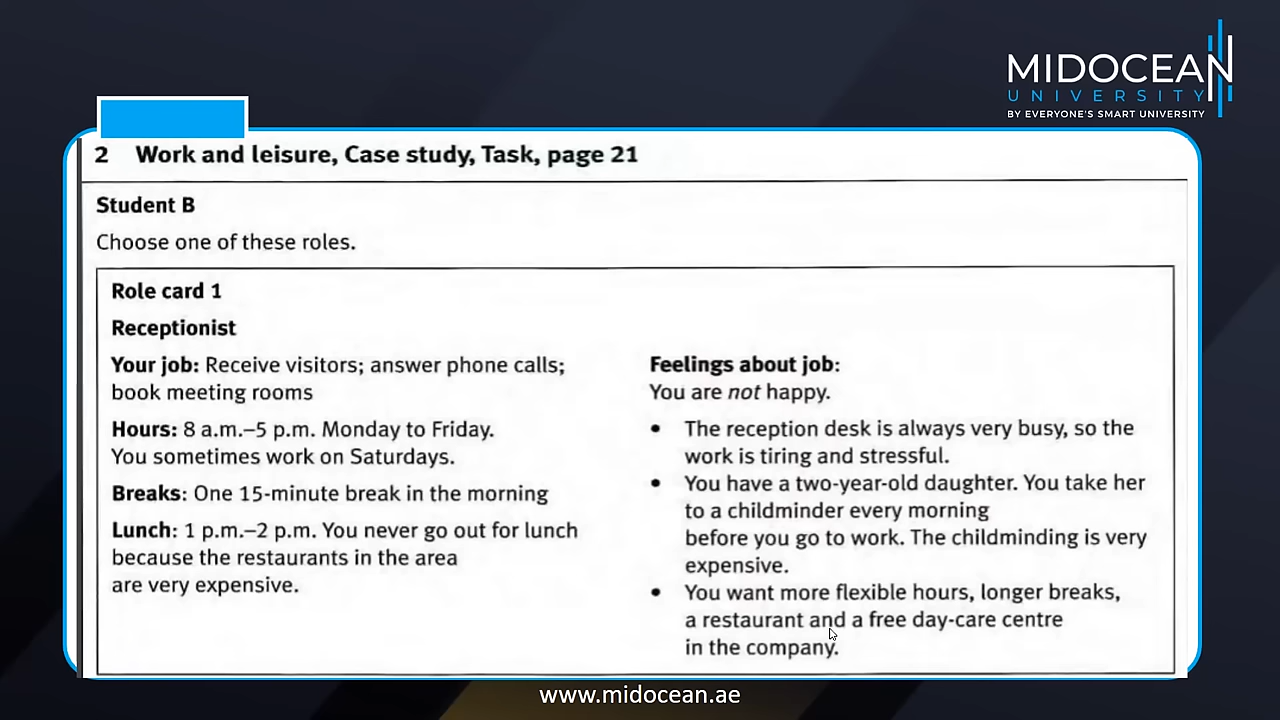 MIDOCEAN
UNIVERSITY
BY EVERYONE'S SMART UNIVERSITY
2 Work and leisure, Case study, Task, page 21
Student B
Choose one of these roles.
Role card 1
Receptionist
Your job: Receive visitors; answer phone calls;
book meeting rooms
Hours: 8 a.m.–5 p.m. Monday to Friday.
You sometimes work on Saturdays.
Breaks: One 15-minute break in the morning
Lunch: 1 p.m.–2 p.m. You never go out for lunch
because the restaurants in the area
are very expensive.
Feelings about job:
You are not happy.
• The reception desk is always very busy, so the
work is tiring and stressful.
• You have a two-year-old daughter. You take her
to a childminder every morning
before you go to work. The childminding is very
expensive.
• You want more flexible hours, longer breaks,
a restaurant and a free day-care centre
in the company.
www.midocean.ae